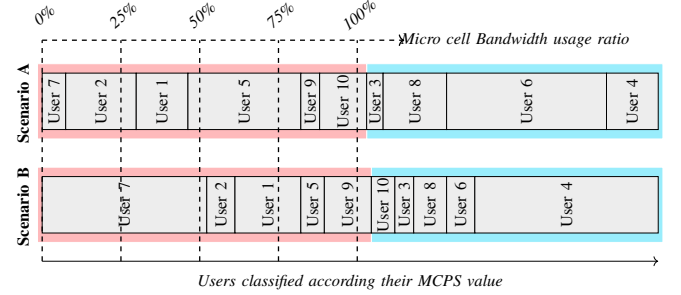 0% 25% 50% 75% 100%
Micro cell Bandwidth usage ratio
Scenario A
User 7 User 2 User 1 User 5 User 9 User 10 User 3 User 8 User 6 User 4
Scenario B
User 7 User 2 User 1 User 5 User 9 User 10 User 3 User 8 User 6 User 4
Users classified according their MCPS value